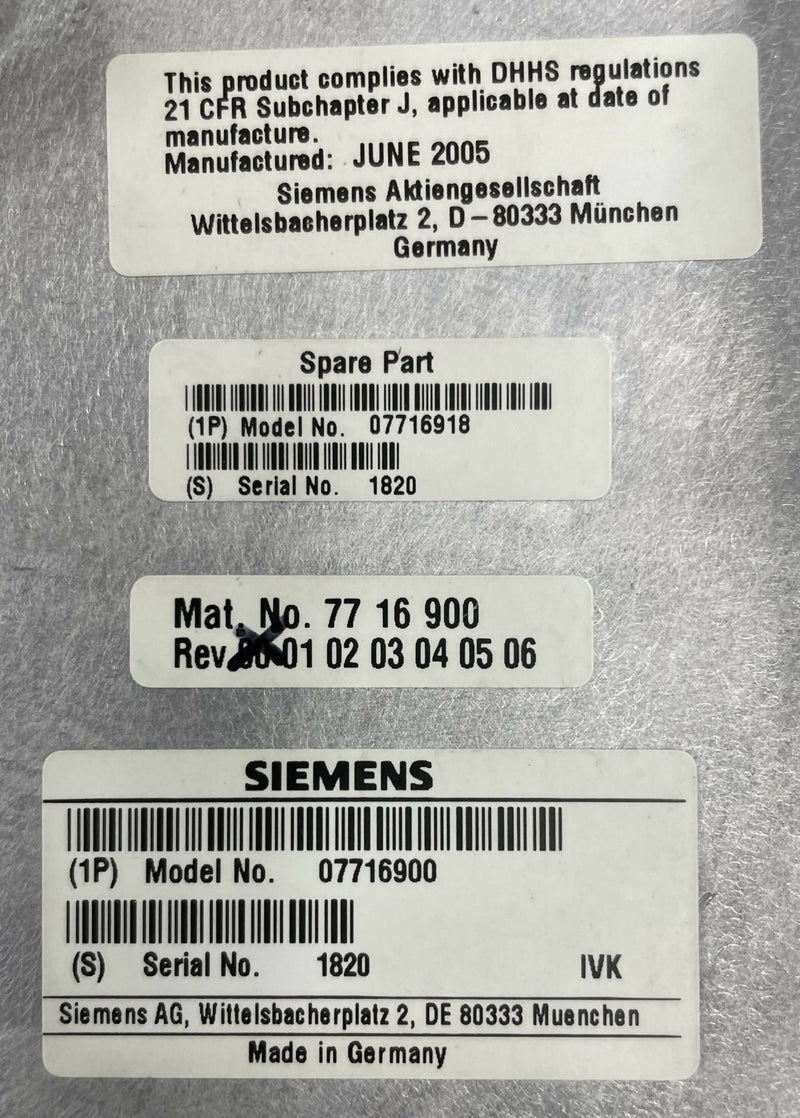 This product complies with DHHS regulations
21 CFR Subchapter J, applicable at date of
manufacture.
Manufactured: JUNE 2005
Siemens Aktiengesellschaft
Wittelsbacherplatz 2, D – 80333 München
Germany
Spare Part
(1P) Model No. 07716918
(S) Serial No. 1820
Mat. No. 77 16 900
Rev. 00 01 02 03 04 05 06
SIEMENS
(1P) Model No. 07716900
(S) Serial No. 1820 IVK
Siemens AG, Wittelsbacherplatz 2, DE 80333 Muenchen
Made in Germany